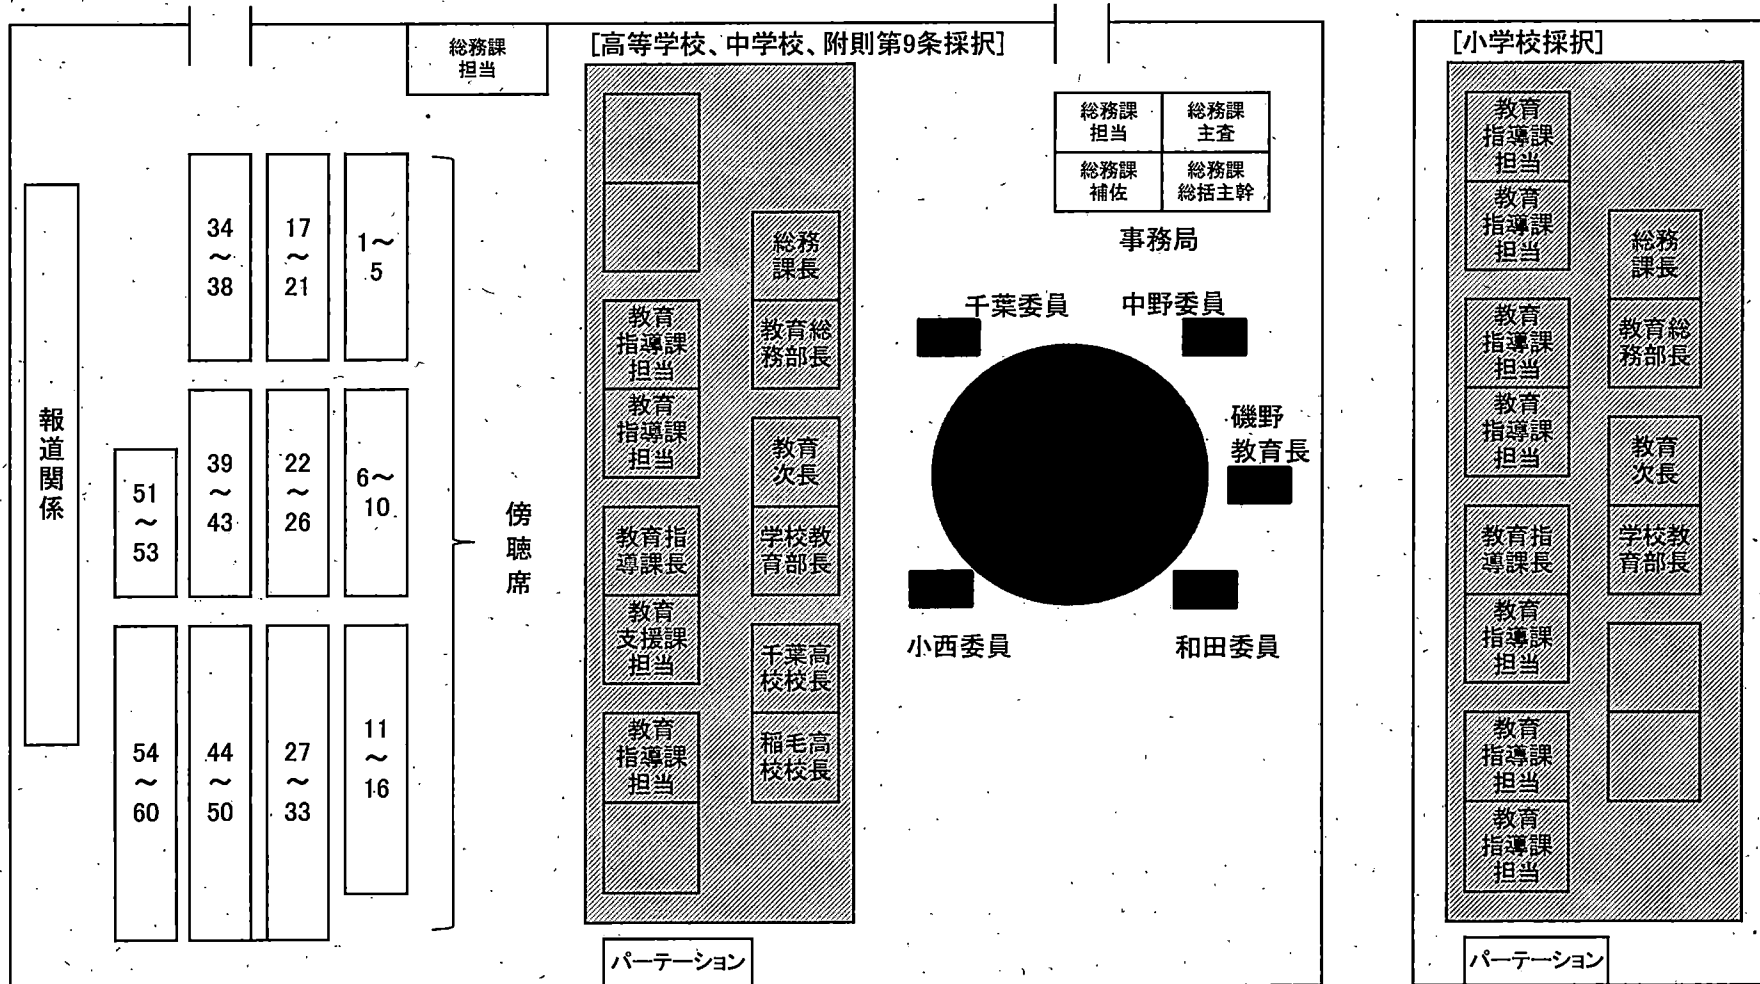 総務課
担当
[高等学校、中学校、附則第9条採択]
[小学校採択]
報道関係
34
～
38
17
～
21
1～
5
39
～
43
22
～
26
6～
10
51
～
53
54
～
60
44
～
50
27
～
33
11
～
16
傍聴席
教育
指導課
担当
教育
指導課
担当
教育指
導課長
教育
支援課
担当
教育
指導課
担当
総務
課長
教育総
務部長
教育
次長
学校教
育部長
千葉高
校校長
稲毛高
校校長
パーテーション
総務課
担当
総務課
主査
総務課
補佐
総務課
総括主幹
事務局
千葉委員
中野委員
磯野
教育長
小西委員
和田委員
教育
指導課
担当
教育
指導課
担当
教育
指導課
担当
教育
指導課
担当
教育指
導課長
教育
指導課
担当
教育
指導課
担当
教育
指導課
担当
総務
課長
教育総
務部長
教育
次長
学校教
育部長
パーテーション